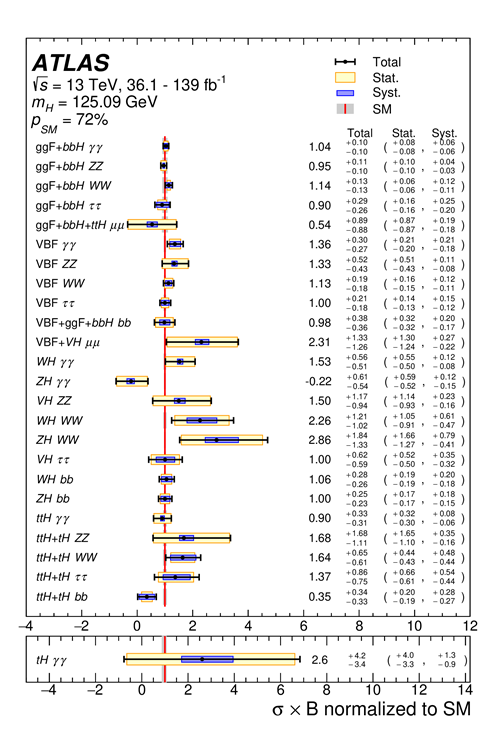 ATLAS
√s = 13 TeV, 36.1 - 139 fb⁻¹
m_H = 125.09 GeV
p_SM = 72%
Total
Stat.
Syst.
SM
Total Stat. Syst.
ggF+bbH γγ 1.04 +0.10 −0.10 ( +0.08 −0.08 , +0.06 −0.06 )
ggF+bbH ZZ 0.95 +0.11 −0.10 ( +0.10 −0.10 , +0.04 −0.03 )
ggF+bbH WW 1.14 +0.13 −0.13 ( +0.06 −0.06 , +0.12 −0.11 )
ggF+bbH ττ 0.90 +0.29 −0.26 ( +0.16 −0.16 , +0.25 −0.20 )
ggF+bbH+ttH μμ 0.54 +0.89 −0.88 ( +0.87 −0.87 , +0.19 −0.18 )
VBF γγ 1.36 +0.30 −0.27 ( +0.21 −0.20 , +0.21 −0.18 )
VBF ZZ 1.33 +0.52 −0.43 ( +0.51 −0.43 , +0.11 −0.08 )
VBF WW 1.13 +0.19 −0.18 ( +0.16 −0.15 , +0.12 −0.11 )
VBF ττ 1.00 +0.21 −0.18 ( +0.14 −0.13 , +0.15 −0.12 )
VBF+ggF+bbH bb 0.98 +0.38 −0.36 ( +0.32 −0.32 , +0.20 −0.17 )
VBF+VH μμ 2.31 +1.33 −1.26 ( +1.30 −1.24 , +0.27 −0.22 )
WH γγ 1.53 +0.56 −0.51 ( +0.55 −0.50 , +0.12 −0.08 )
ZH γγ -0.22 +0.61 −0.54 ( +0.59 −0.52 , +0.12 −0.15 )
VH ZZ 1.50 +1.17 −0.94 ( +1.14 −0.93 , +0.23 −0.16 )
WH WW 2.26 +1.21 −1.02 ( +1.05 −0.91 , +0.61 −0.47 )
ZH WW 2.86 +1.84 −1.33 ( +1.66 −1.27 , +0.79 −0.41 )
VH ττ 1.00 +0.62 −0.59 ( +0.52 −0.50 , +0.35 −0.32 )
WH bb 1.06 +0.28 −0.26 ( +0.19 −0.19 , +0.20 −0.18 )
ZH bb 1.00 +0.25 −0.23 ( +0.17 −0.17 , +0.18 −0.15 )
ttH γγ 0.90 +0.33 −0.31 ( +0.32 −0.30 , +0.08 −0.06 )
ttH+tH ZZ 1.68 +1.68 −1.11 ( +1.65 −1.10 , +0.35 −0.16 )
ttH+tH WW 1.64 +0.65 −0.61 ( +0.44 −0.43 , +0.48 −0.44 )
ttH+tH ττ 1.37 +0.86 −0.75 ( +0.66 −0.61 , +0.54 −0.44 )
ttH+tH bb 0.35 +0.34 −0.33 ( +0.20 −0.19 , +0.28 −0.27 )
−4 −2 0 2 4 6 8 10 12
tH γγ 2.6 +4.2 −3.4 ( +4.0 −3.3 , +1.3 −0.9 )
−4 −2 0 2 4 6 8 10 12 14
σ × B normalized to SM